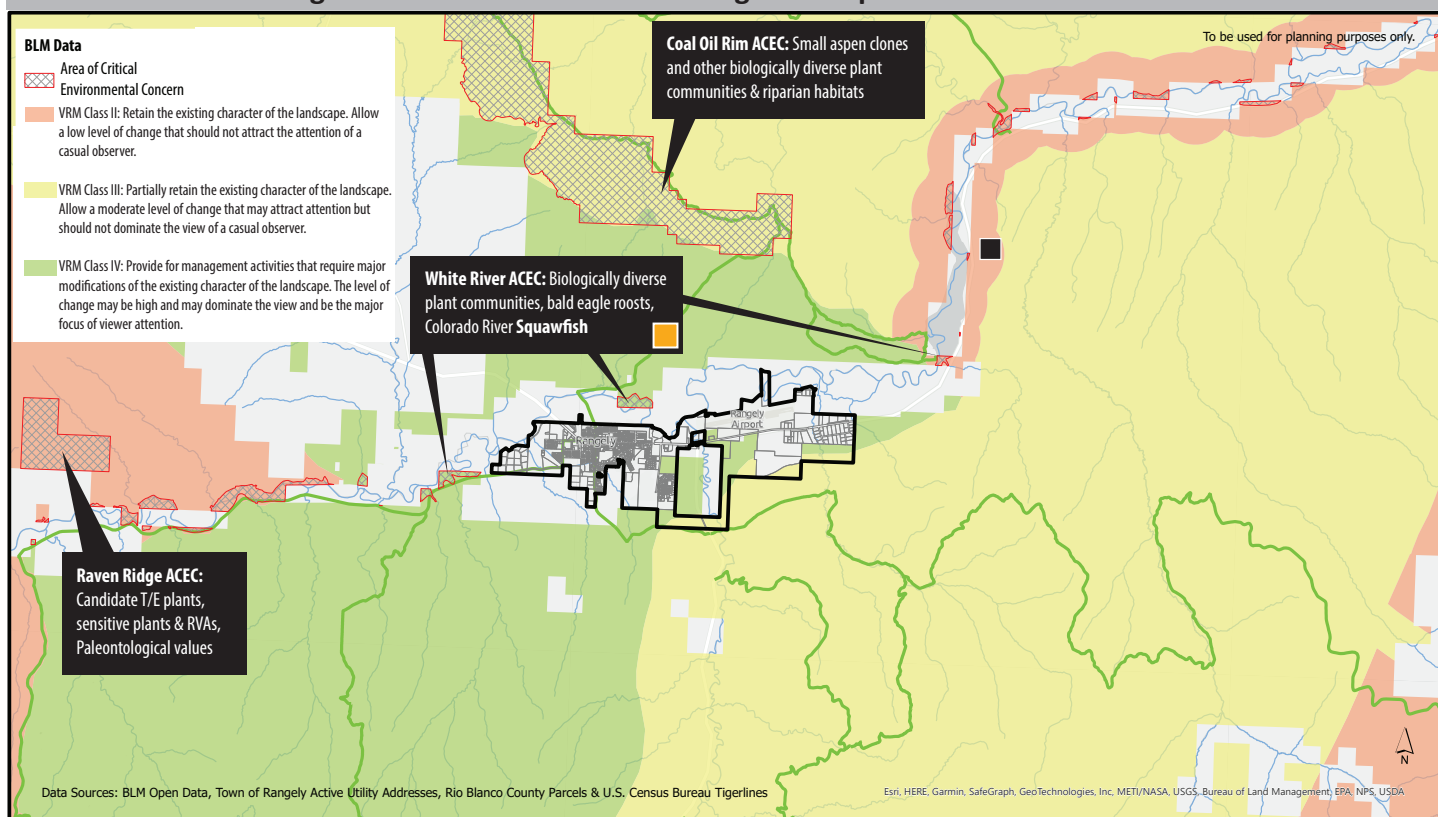 To be used for planning purposes only.
BLM Data
Area of Critical
Environmental Concern
VRM Class II: Retain the existing character of the landscape. Allow
a low level of change that should not attract the attention of a
casual observer.
VRM Class III: Partially retain the existing character of the landscape.
Allow a moderate level of change that may attract attention but
should not dominate the view of a casual observer.
VRM Class IV: Provide for management activities that require major
modifications of the existing character of the landscape. The level of
change may be high and may dominate the view and be the major
focus of viewer attention.
Coal Oil Rim ACEC: Small aspen clones
and other biologically diverse plant
communities & riparian habitats
White River ACEC: Biologically diverse
plant communities, bald eagle roosts,
Colorado River Squawfish
Rangely
Airport
Rangely
Raven Ridge ACEC:
Candidate T/E plants,
sensitive plants & RVAs,
Paleontological values
N
Data Sources: BLM Open Data, Town of Rangely Active Utility Addresses, Rio Blanco County Parcels & U.S. Census Bureau Tigerlines
Esri, HERE, Garmin, SafeGraph, GeoTechnologies, Inc, METI/NASA, USGS, Bureau of Land Management, EPA, NPS, USDA